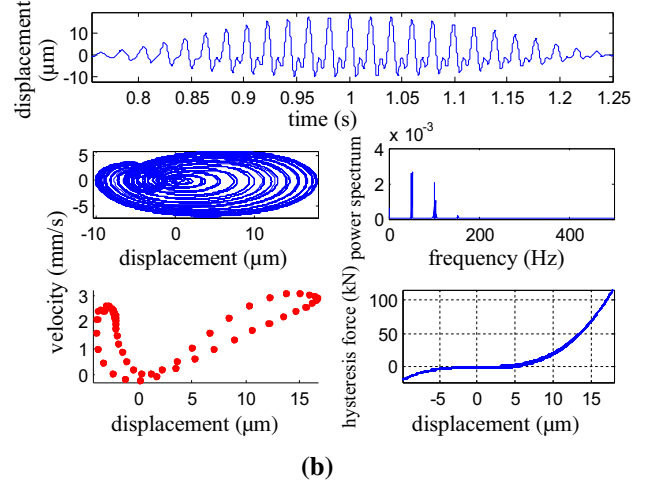 displacement
(μm)
10
0
-10
0.8 0.85 0.9 0.95 1 1.05 1.1 1.15 1.2 1.25
time (s)
5
0
-5
-10 0 10
displacement (μm)
velocity (mm/s)
x 10⁻³
4
2
0
0 200 400
power spectrum
frequency (Hz)
3
2
1
0
0 5 10 15
displacement (μm)
hysteresis force (kN)
100
50
0
-5 0 5 10 15
displacement (μm)
(b)